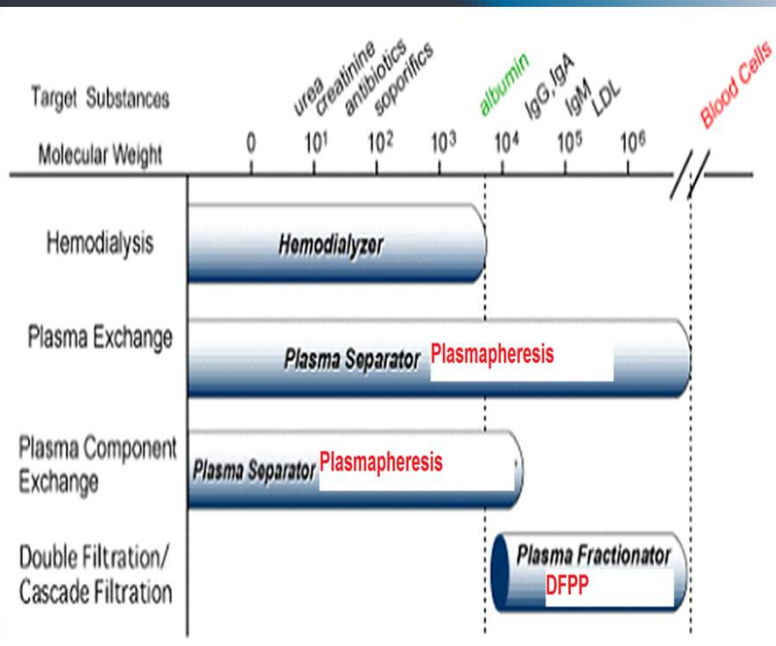 Target Substances
urea
creatinine
antibiotics
soporifics
albumin
IgG, IgA
IgM
LDL
Blood Cells
Molecular Weight
0 10¹ 10² 10³ 10⁴ 10⁵ 10⁶
Hemodialysis
Hemodialyzer
Plasma Exchange
Plasma Separator Plasmapheresis
Plasma Component
Exchange
Plasma Separator Plasmapheresis
Double Filtration/
Cascade Filtration
Plasma Fractionator
DFPP